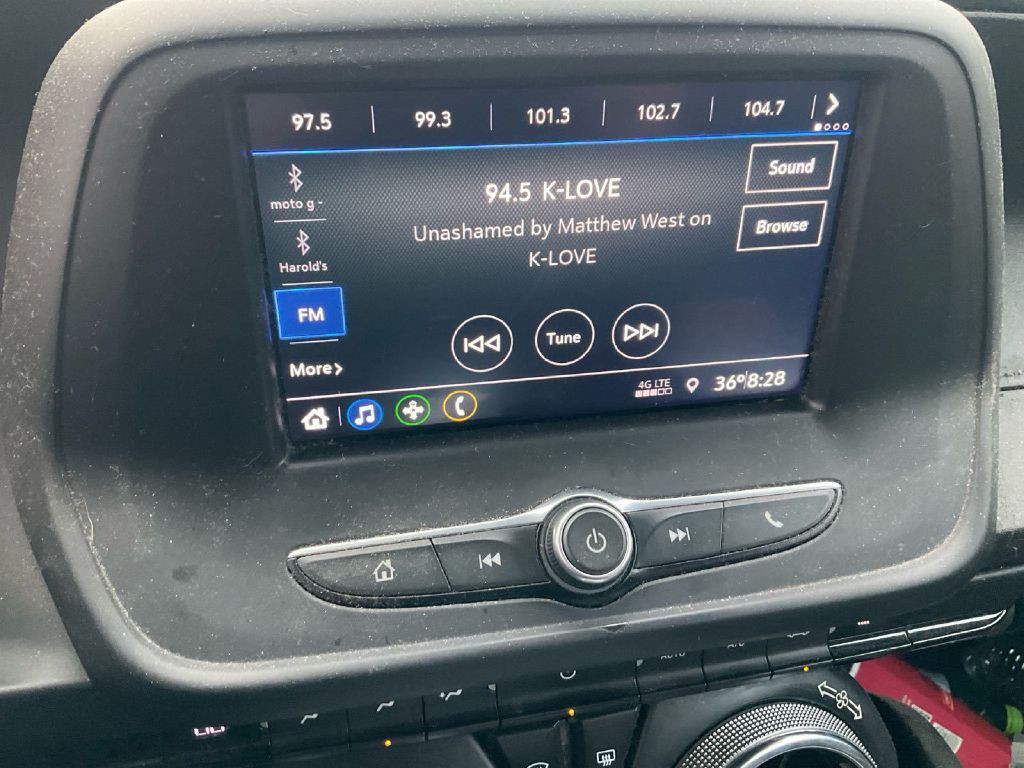 97.5 99.3 101.3 102.7 104.7
moto g -
Harold's
FM
More
94.5 K-LOVE
Unashamed by Matthew West on
K-LOVE
Sound
Browse
Tune
4G LTE
36° 8:28
AUTO
A/C